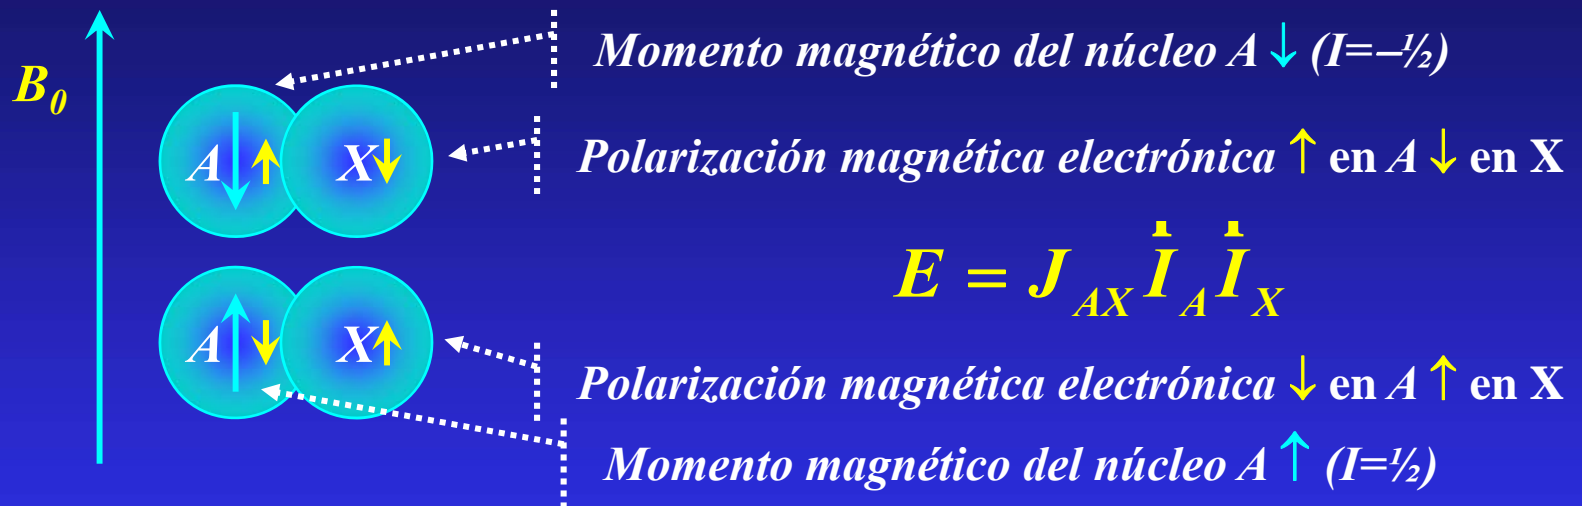 B0
Momento magnético del núcleo A ↓ (I=–½)
A X
Polarización magnética electrónica ↑ en A ↓ en X
E = J AX I A I X
A X
Polarización magnética electrónica ↓ en A ↑ en X
Momento magnético del núcleo A ↑ (I=½)